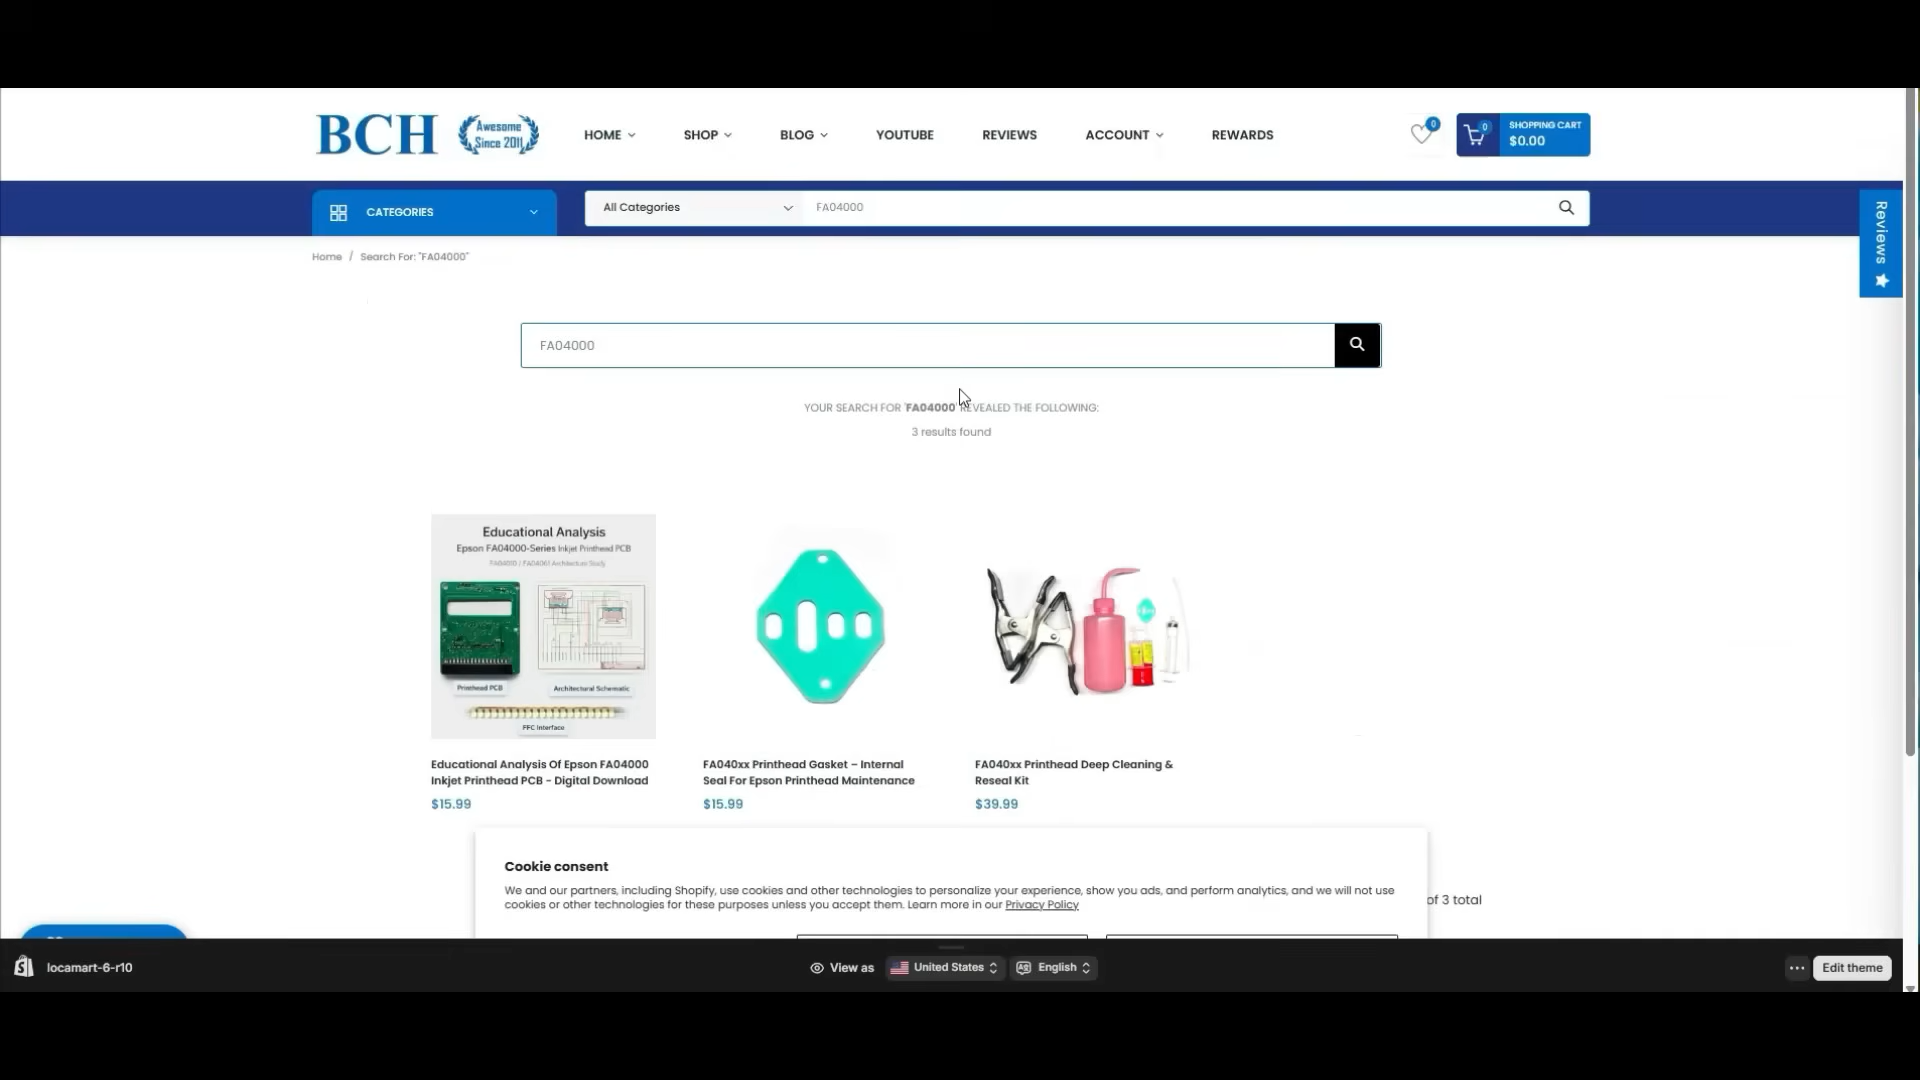 BCH
Awesome
Since 2011
HOME
SHOP
BLOG
YOUTUBE
REVIEWS
ACCOUNT
REWARDS
0
0
SHOPPING CART
$0.00
CATEGORIES
All Categories
FA04000
Reviews
Home / Search For: "FA04000"
FA04000
YOUR SEARCH FOR 'FA04000' REVEALED THE FOLLOWING:
3 results found
Educational Analysis
Epson FA04000-Series Inkjet Printhead PCB
Architecture Study
Printhead PCB
Architectural Schematic
FFC Interface
Educational Analysis Of Epson FA04000
Inkjet Printhead PCB - Digital Download
$15.99
FA040xx Printhead Gasket – Internal
Seal For Epson Printhead Maintenance
$15.99
FA040xx Printhead Deep Cleaning &
Reseal Kit
$39.99
Cookie consent
We and our partners, including Shopify, use cookies and other technologies to personalize your experience, show you ads, and perform analytics, and we will not use
cookies or other technologies for these purposes unless you accept them. Learn more in our Privacy Policy
of 3 total
locamart-6-r10
View as
United States
English
Edit theme